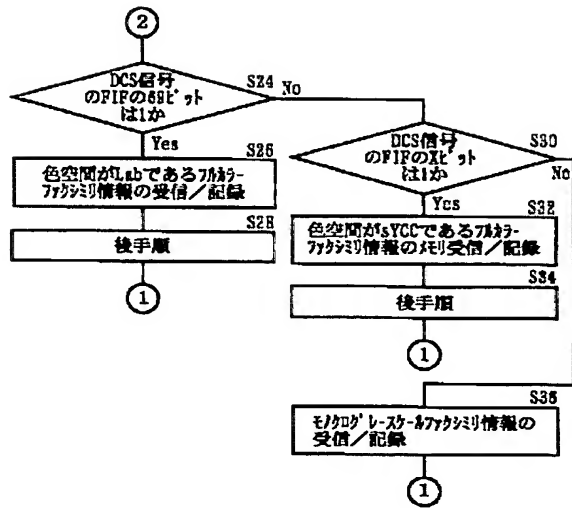 2
DCS信号
のFIFの69ビット
は1か
S24
No
Yes
S26
色空間がLabであるフルカラー
ファクシミリ情報の受信/記録
S28
後手順
1
DCS信号
のFIFのXビット
は1か
S30
No
Yes
S32
色空間がsYCCであるフルカラー
ファクシミリ情報のメモリ受信/記録
S34
後手順
1
S36
モノクログレースケールファクシミリ情報の
受信/記録
1